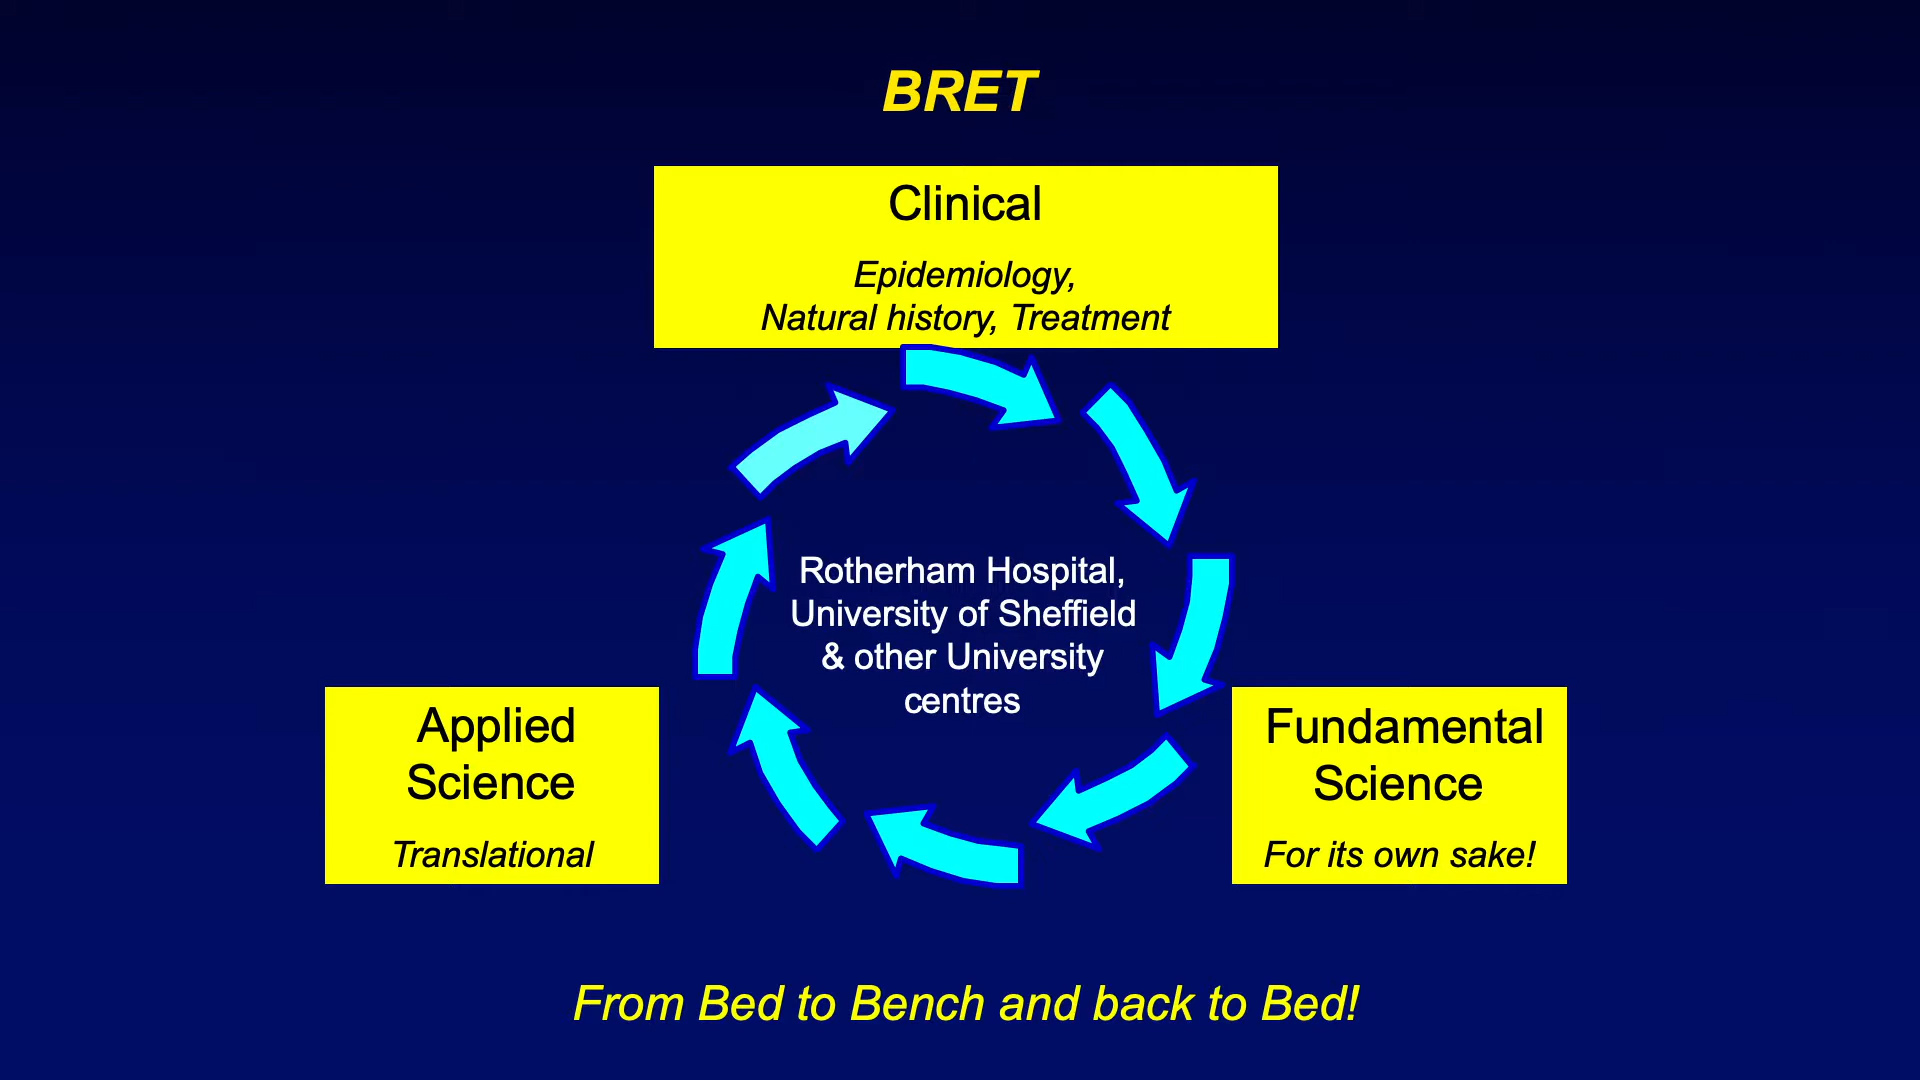 BRET
Clinical
Epidemiology,
Natural history, Treatment
Rotherham Hospital,
University of Sheffield
& other University
centres
Applied
Science
Translational
Fundamental
Science
For its own sake!
From Bed to Bench and back to Bed!